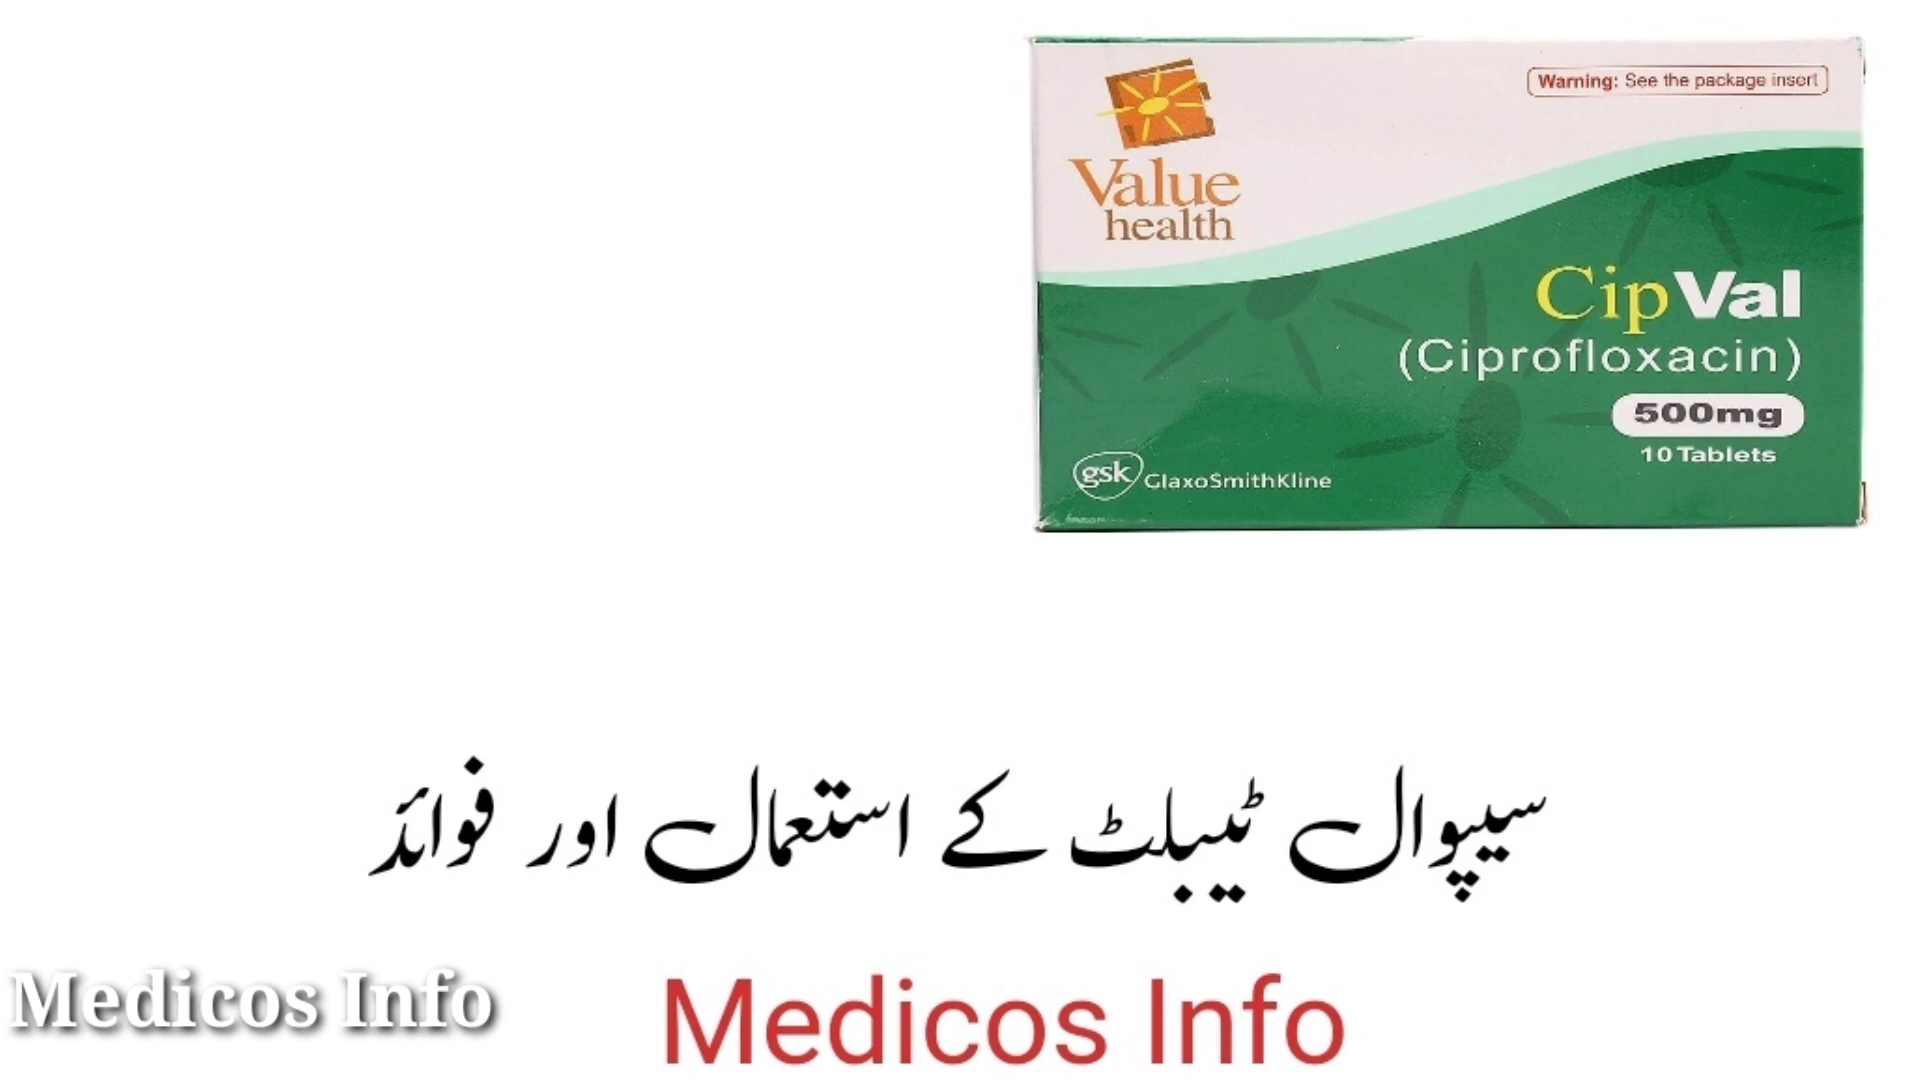 Warning: See the package insert
Value
health
CipVal
(Ciprofloxacin)
500mg
10 Tablets
gsk GlaxoSmithKline
سیپوال ٹیبلٹ کے استعمال اور فوائد
Medicos Info
Medicos Info